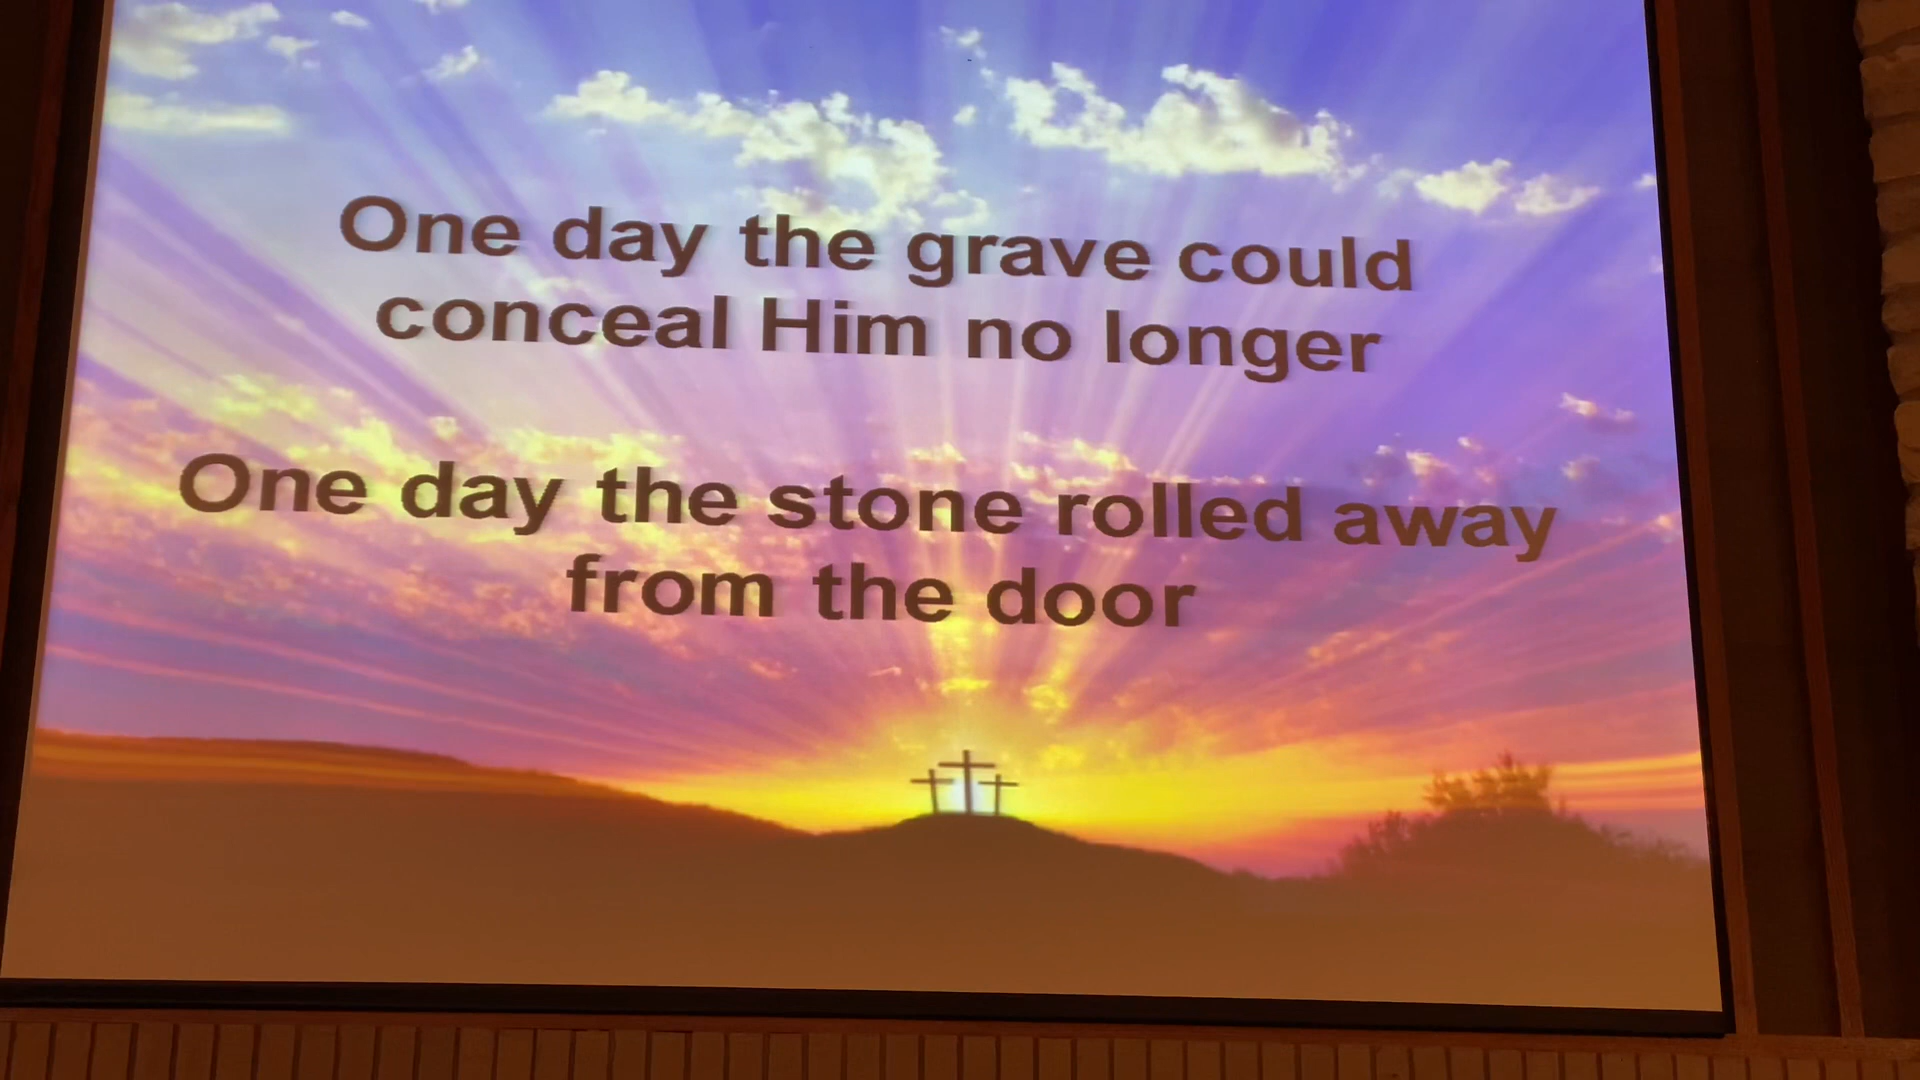 One day the grave could
conceal Him no longer
One day the stone rolled away
from the door